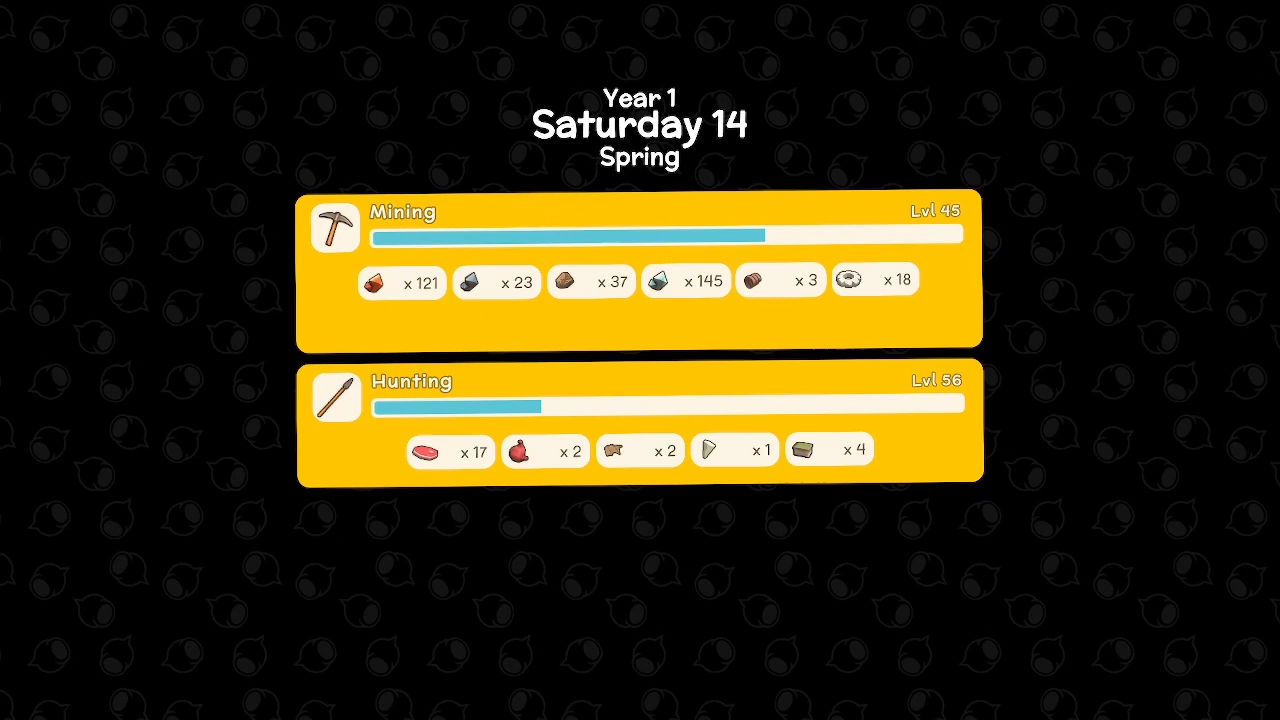 Year 1
Saturday 14
Spring
Mining
Lvl 45
x 121
x 23
x 37
x 145
x 3
x 18
Hunting
Lvl 56
x 17
x 2
x 2
x 1
x 4